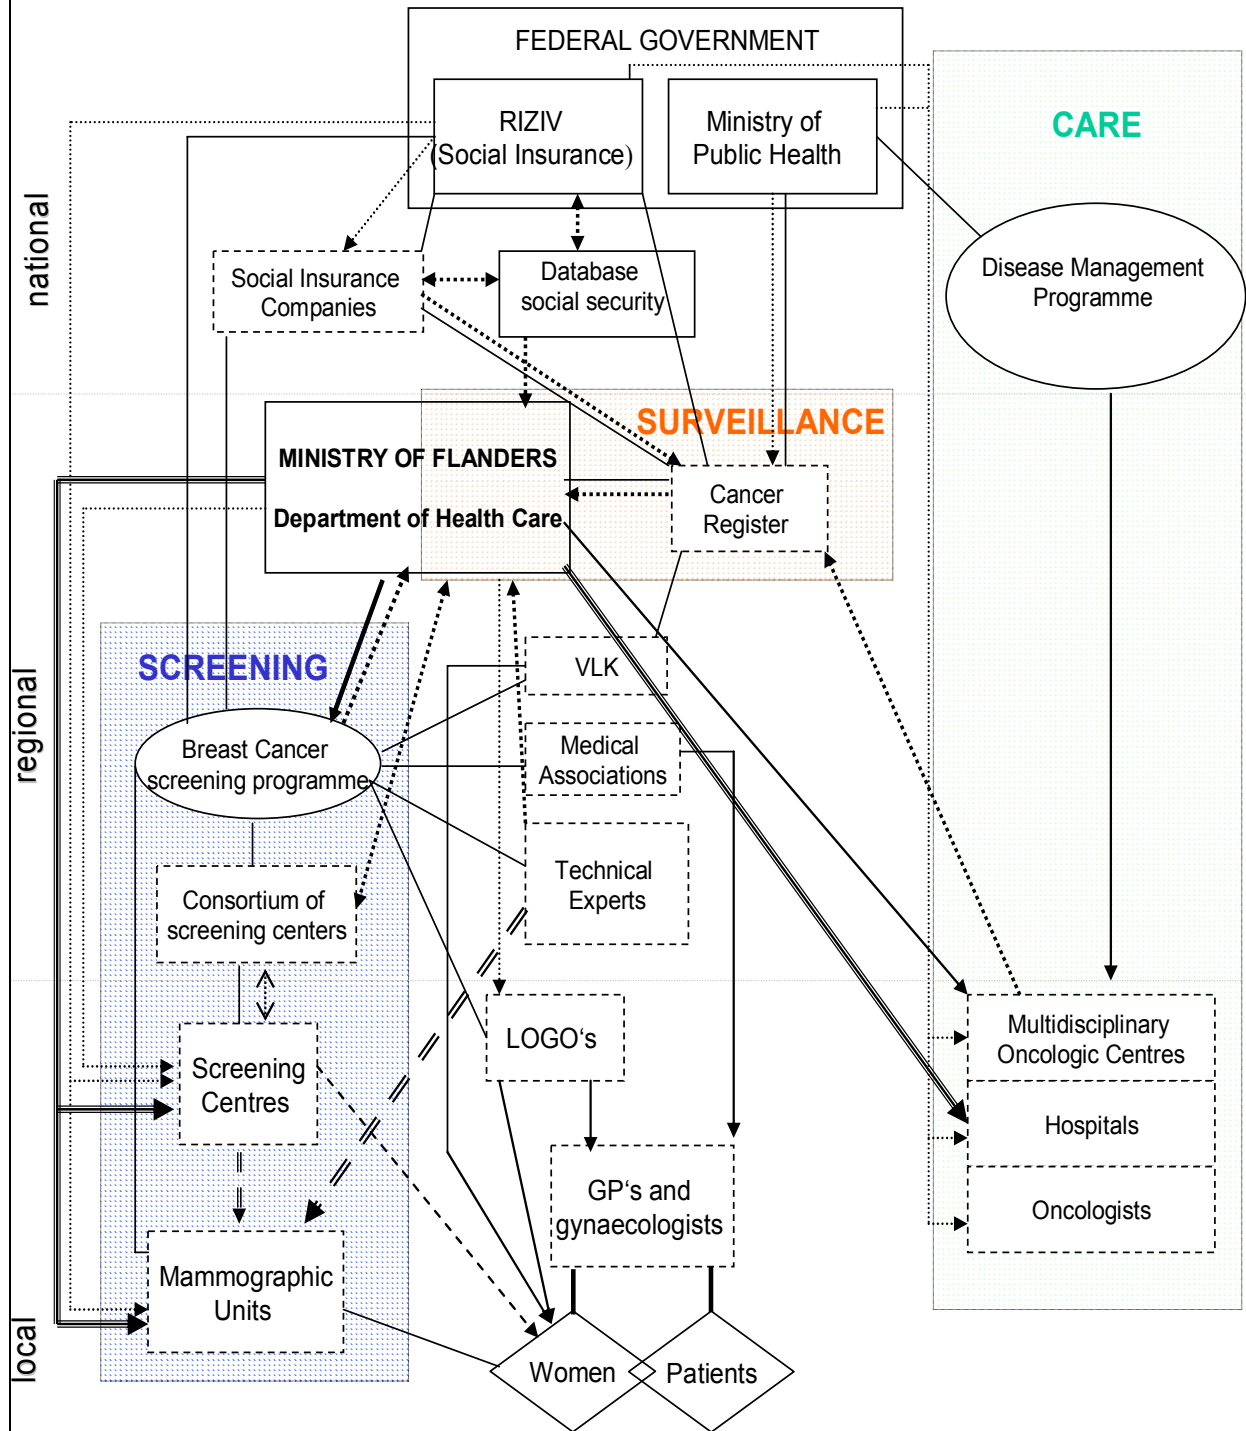 FEDERAL GOVERNMENT
RIZIV
(Social Insurance)
Ministry of
Public Health
CARE
national
Social Insurance
Companies
Database
social security
Disease Management
Programme
SURVEILLANCE
MINISTRY OF FLANDERS
Department of Health Care
Cancer
Register
regional
SCREENING
VLK
Breast Cancer
screening programme
Medical
Associations
Technical
Experts
Consortium of
screening centers
LOGO‘s
Multidisciplinary
Oncologic Centres
Screening
Centres
Hospitals
GP‘s and
gynaecologists
Oncologists
Mammographic
Units
local
Women
Patients